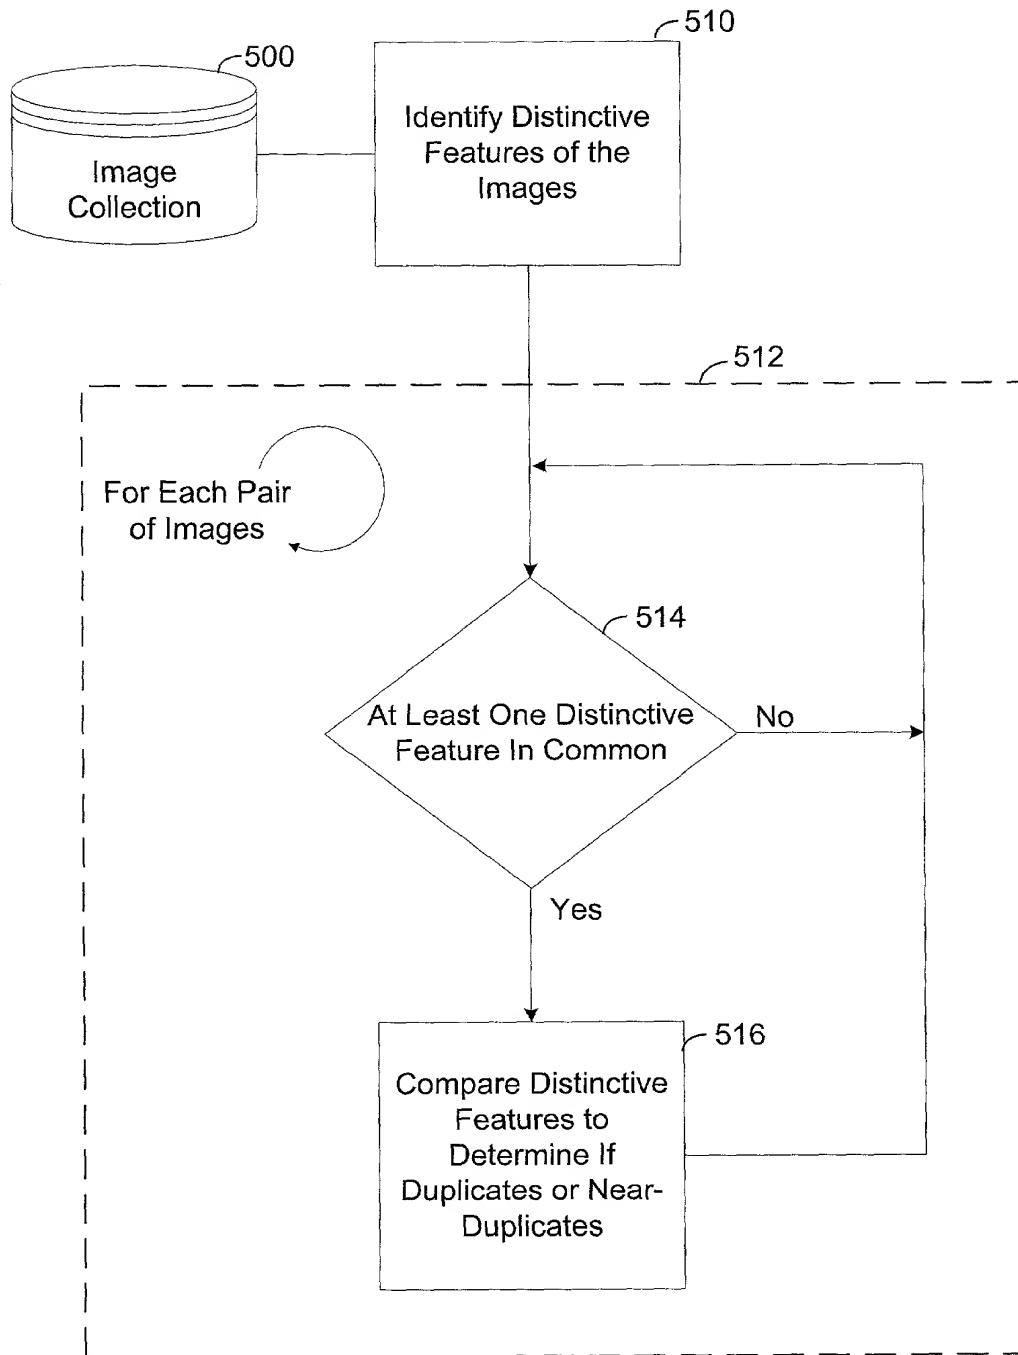 510
500
Identify Distinctive
Features of the
Images
Image
Collection
512
For Each Pair
of Images
514
At Least One Distinctive
Feature In Common
No
Yes
516
Compare Distinctive
Features to
Determine If
Duplicates or Near-
Duplicates